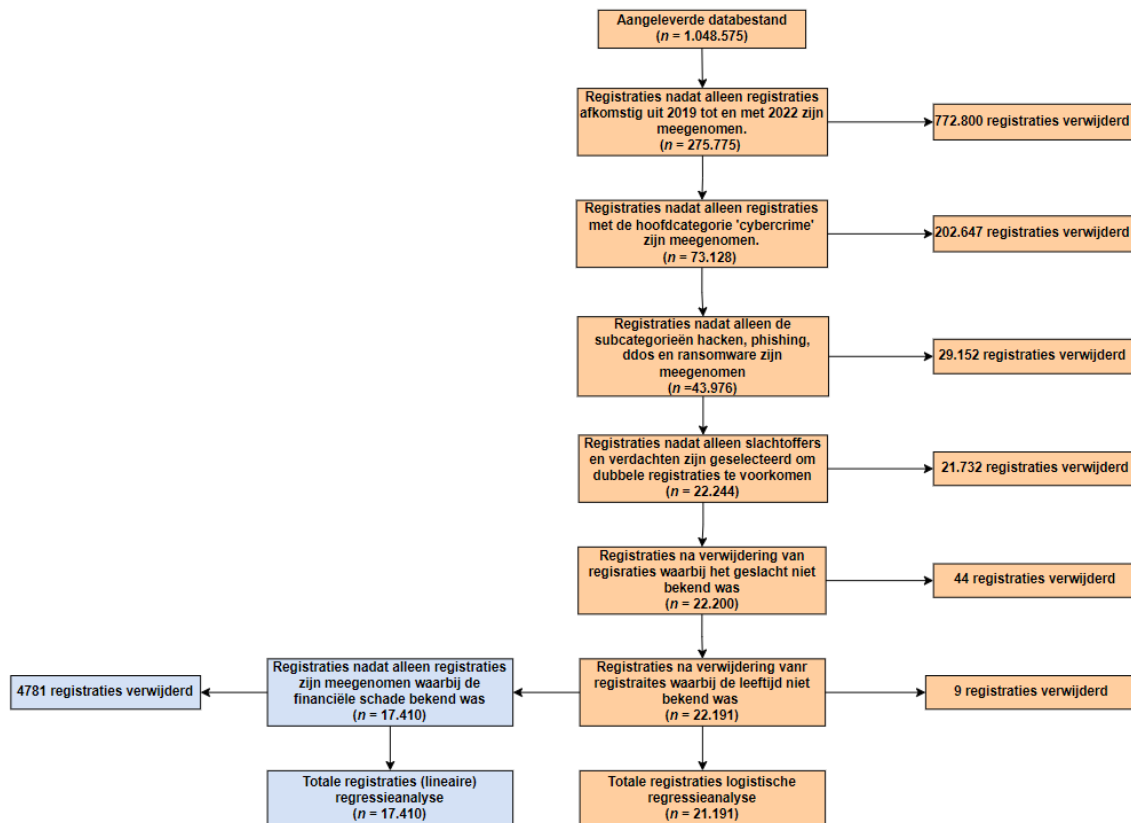 Aangeleverde databestand
(n = 1.048.575)
Registraties nadat alleen registraties
afkomstig uit 2019 tot en met 2022 zijn
meegenomen.
(n = 275.775)
772.800 registraties verwijderd
Registraties nadat alleen registraties
met de hoofdcategorie 'cybercrime'
zijn meegenomen.
(n = 73.128)
202.647 registraties verwijderd
Registraties nadat alleen de
subcategorieën hacken, phishing,
ddos en ransomware zijn
meegenomen
(n =43.976)
29.152 registraties verwijderd
Registraties nadat alleen slachtoffers
en verdachten zijn geselecteerd om
dubbele registraties te voorkomen
(n = 22.244)
21.732 registraties verwijderd
Registraties na verwijdering van
regisraties waarbij het geslacht niet
bekend was
(n = 22.200)
44 registraties verwijderd
4781 registraties verwijderd
Registraties nadat alleen registraties
zijn meegenomen waarbij de
financiële schade bekend was
(n = 17.410)
Registraties na verwijdering vanr
registraites waarbij de leeftijd niet
bekend was
(n = 22.191)
9 registraties verwijderd
Totale registraties (lineaire)
regressieanalyse
(n = 17.410)
Totale registraties logistische
regressieanalyse
(n = 21.191)